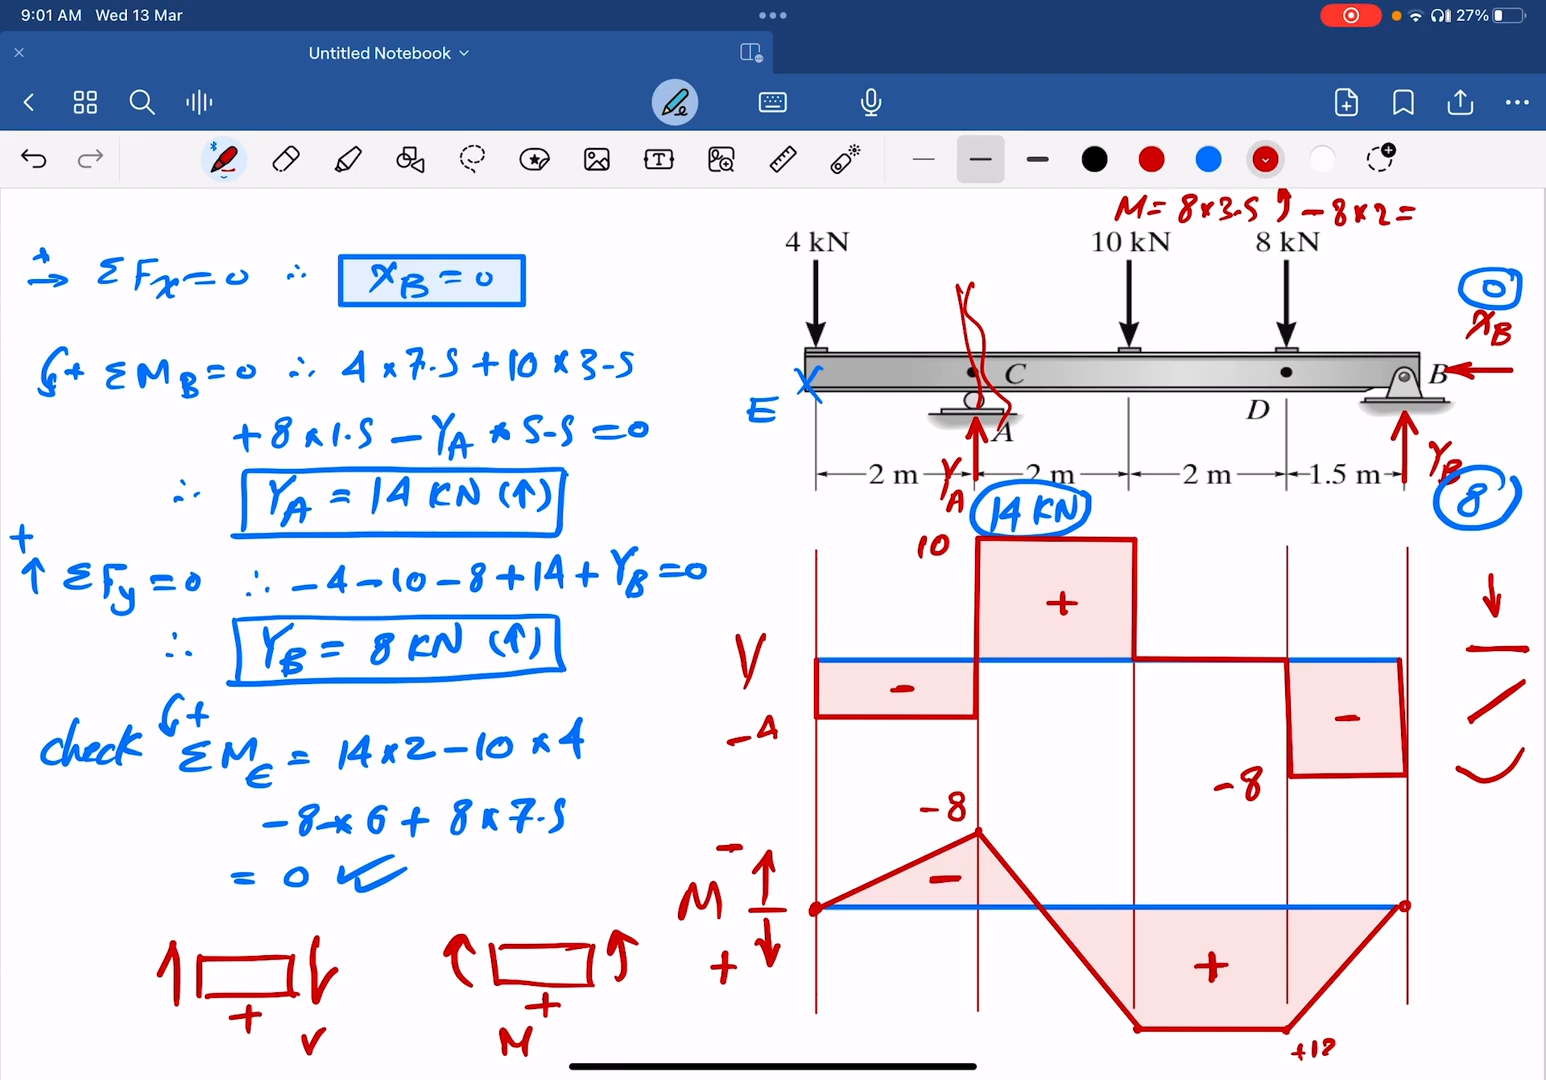 9:01 AM Wed 13 Mar
27%
Untitled Notebook
M = 8×3.5 - 8×2 =
4 kN 10 kN 8 kN
→+ ΣFx = 0 ∴ XB = 0
0
XB
+ ΣMB = 0 ∴ 4×7.5 + 10×3.5
C B
E D
A
+ 8×1.5 - YA × 5.5 = 0
2 m 2 m 2 m 1.5 m
YA YB
∴ YA = 14 KN (↑)
14 KN 8
10
+
+ ↑ ΣFy = 0 ∴ -4-10-8+14+YB = 0
∴ YB = 8 KN (↑)
V
-
-
-4
check + ΣME = 14×2 - 10×4
-8
-8
-8×6 + 8×7.5
= 0 ✓
-
M ↑ ↓
-
+
+
+ V
+ M